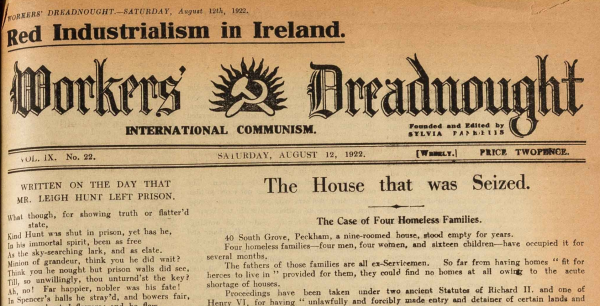 WORKERS' DREADNOUGHT.—SATURDAY, August 12th, 1922.
Red Industrialism in Ireland.
Workers' Dreadnought
INTERNATIONAL COMMUNISM.
Founded and Edited by
SYLVIA PANKHURST
VOL. IX. No. 22.
SATURDAY, AUGUST 12, 1922.
[WEEKLY.]
PRICE TWOPENCE.
WRITTEN ON THE DAY THAT
MR. LEIGH HUNT LEFT PRISON.
What though, for showing truth or flatter'd
state,
Kind Hunt was shut in prison, yet has he,
In his immortal spirit, been as free
As the sky-searching lark, and as elate.
Minion of grandeur, think you he did wait?
Think you he nought but prison walls did see,
Till, so unwillingly, thou unturned'st the key?
Ah, no! Far happier, nobler was his fate!
In Spenser's halls he stray'd, and bowers fair,
The House that was Seized.
The Case of Four Homeless Families.
40 South Grove, Peckham, a nine-roomed house, stood empty for years.
Four homeless families—four men, four women, and sixteen children—have occupied it for
several months.
The fathers of those families are all ex-Servicemen. So far from having homes " fit for
heroes to live in " provided for them, they could find no homes at all owing to the acute
shortage of houses.
Proceedings have been taken under two ancient Statutes of Richard II. and one of
Henry VI. for having " unlawfully and forcibly made entry and detainer of certain lands and